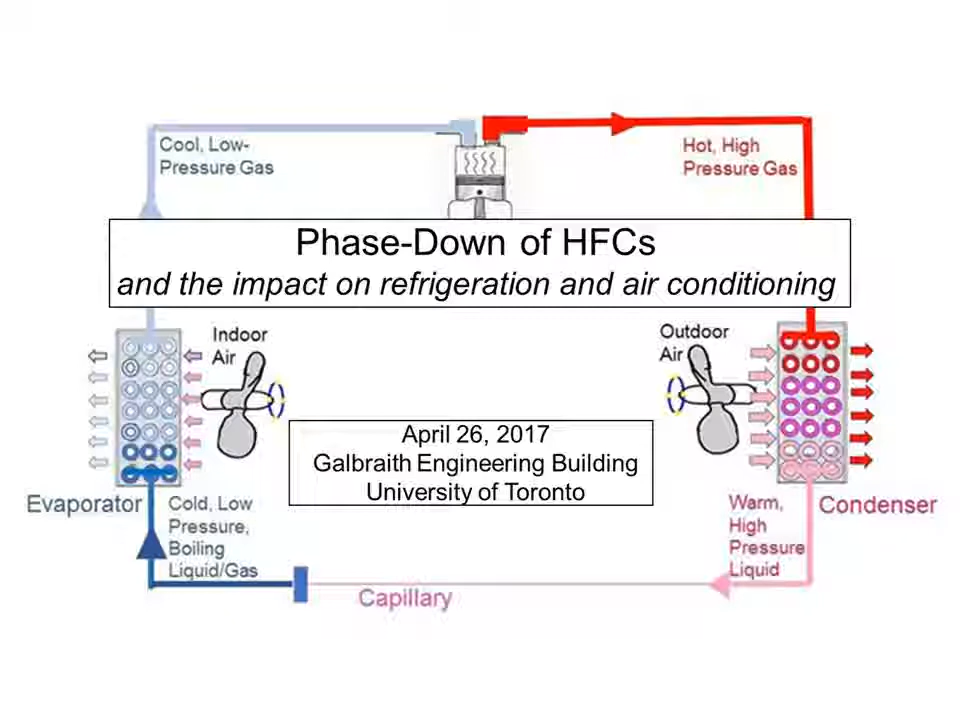 Cool, Low-
Pressure Gas
Hot, High
Pressure Gas
Phase-Down of HFCs
and the impact on refrigeration and air conditioning
Indoor
Air
Outdoor
Air
April 26, 2017
Galbraith Engineering Building
University of Toronto
Evaporator
Cold, Low
Pressure,
Boiling
Liquid/Gas
Warm,
High
Pressure
Liquid
Condenser
Capillary